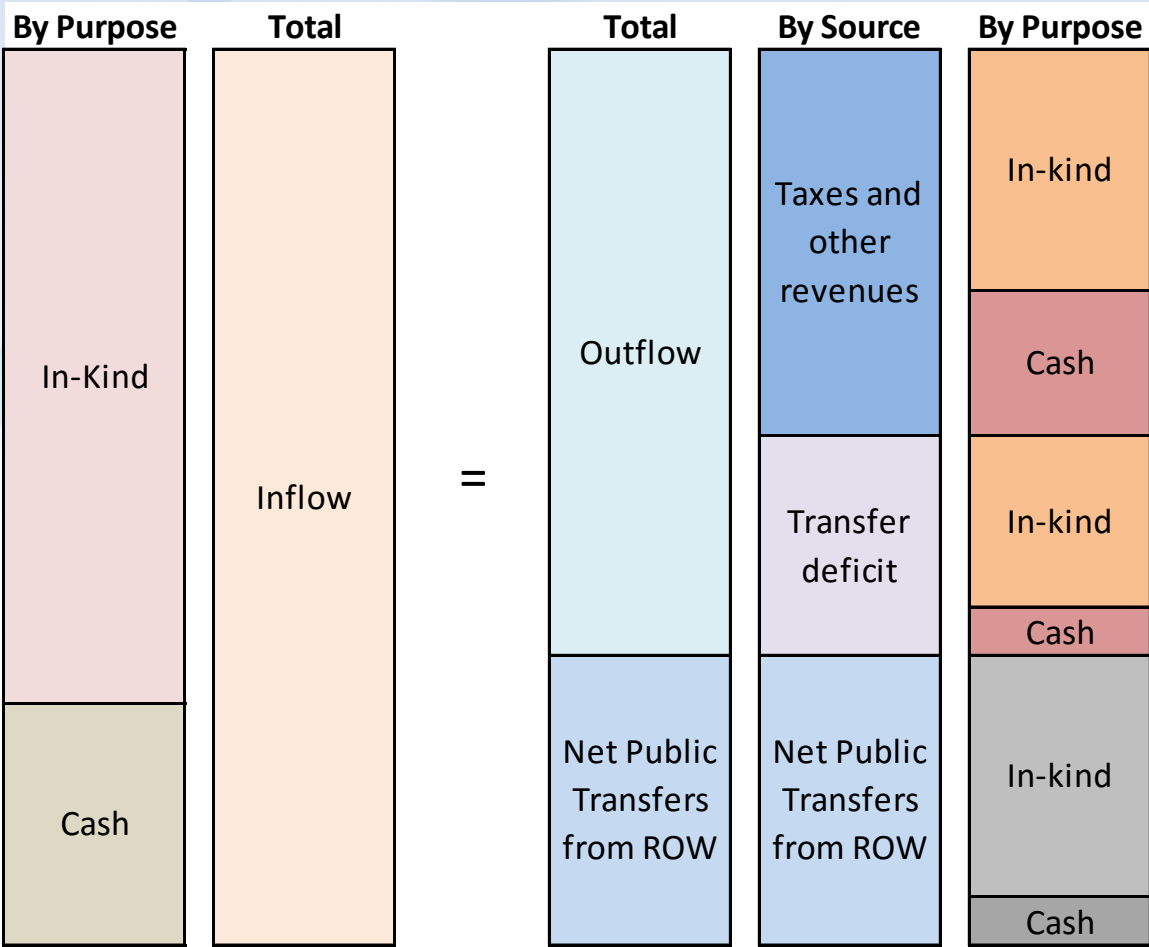 By Purpose
Total
Total
By Source
By Purpose
In-Kind
Cash
Inflow
=
Outflow
Net Public
Transfers
from ROW
Taxes and
other
revenues
Transfer
deficit
Net Public
Transfers
from ROW
In-kind
Cash
In-kind
Cash
In-kind
Cash